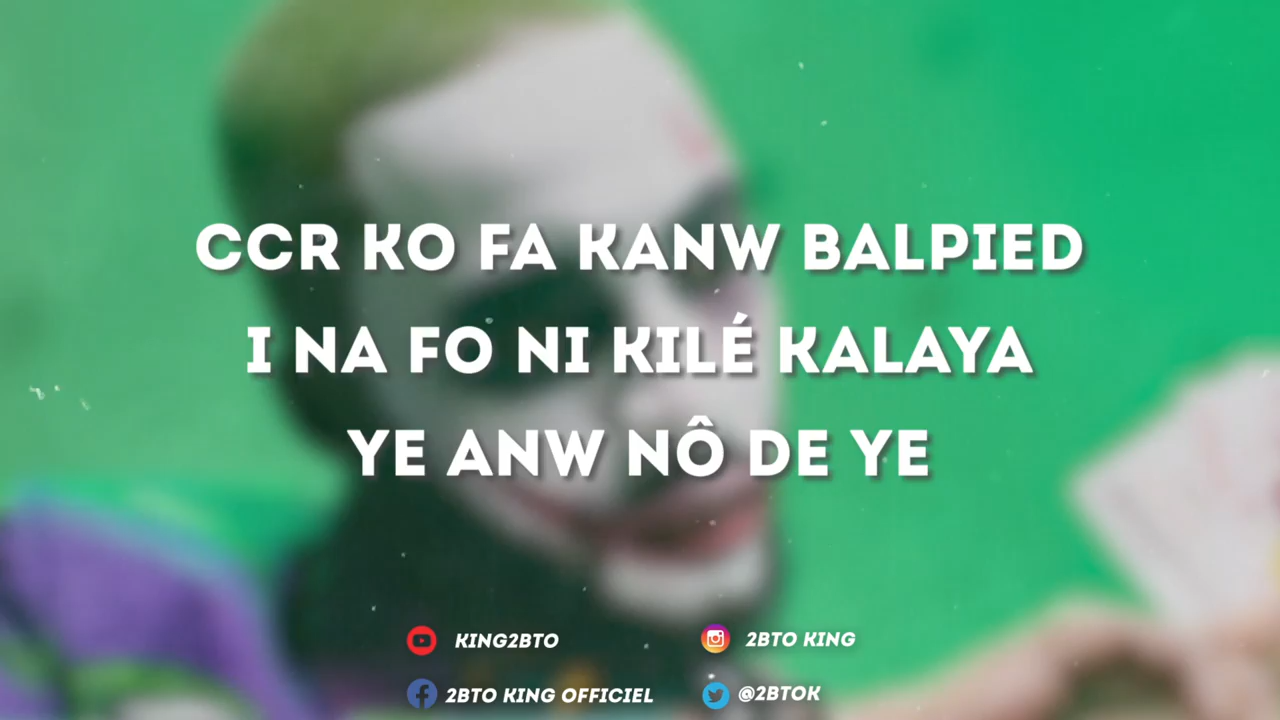 CCR KO FA KANW BALPIED
I NA FO NI KILÉ KALAYA
YE ANW NÔ DE YE
KING2BTO
2BTO KING
2BTO KING OFFICIEL
@2BTOK